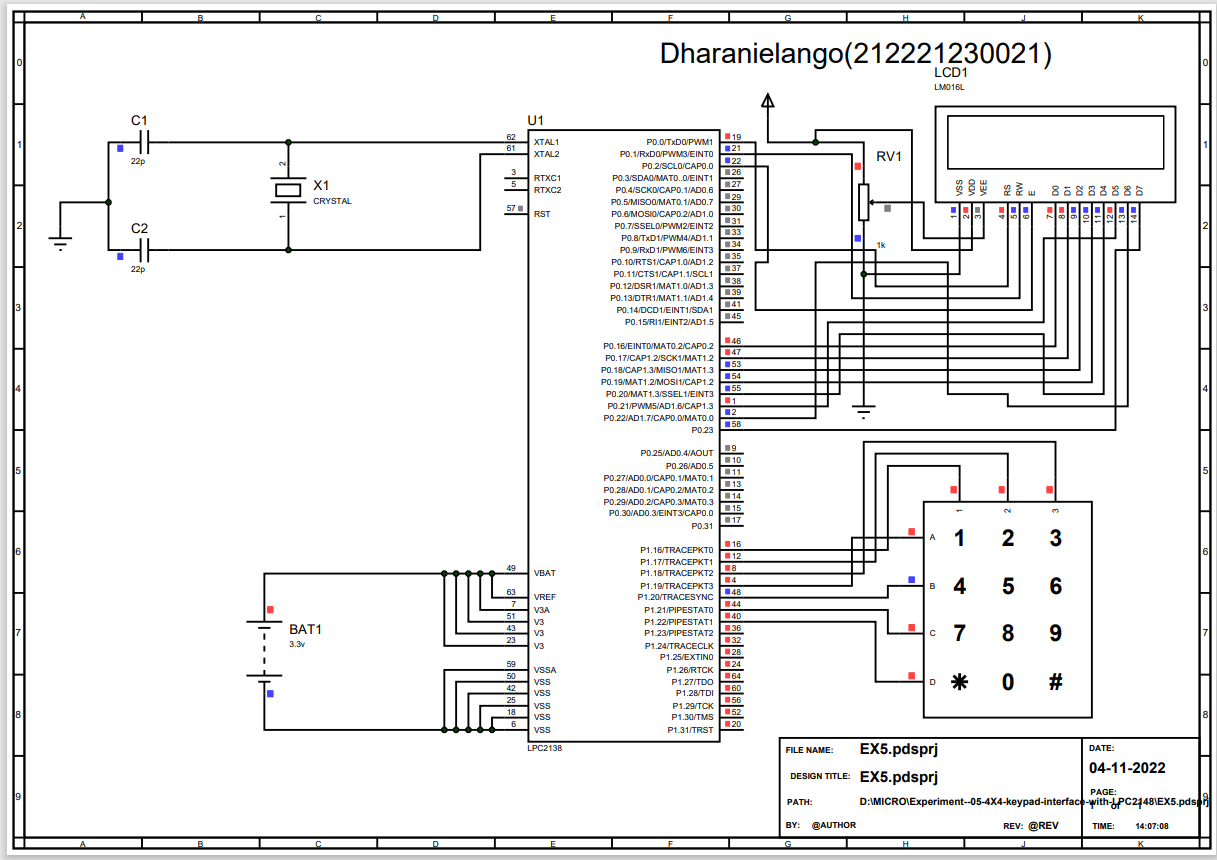 A B C D E F G H J K
0 0
Dharanielango(212221230021)
LCD1
LM016L
C1
22p
1 1
X1
CRYSTAL
2
1
C2
22p
2 2
RV1
1k
VSS VDD VEE RS RW E D0 D1 D2 D3 D4 D5 D6 D7
1 2 3 4 5 6 7 8 9 10 11 12 13 14
3 3
4 4
5 5
6 6
7 7
8 8
9 9
U1
62 XTAL1
61 XTAL2
3 RTXC1
5 RTXC2
57 RST
49 VBAT
63 VREF
7 V3A
51 V3
43 V3
23 V3
59 VSSA
50 VSS
42 VSS
25 VSS
18 VSS
6 VSS
P0.0/TxD0/PWM1 19
P0.1/RxD0/PWM3/EINT0 21
P0.2/SCL0/CAP0.0 22
P0.3/SDA0/MAT0..0/EINT1 26
P0.4/SCK0/CAP0.1/AD0.6 27
P0.5/MISO0/MAT0.1/AD0.7 29
P0.6/MOSI0/CAP0.2/AD1.0 30
P0.7/SSEL0/PWM2/EINT2 31
P0.8/TxD1/PWM4/AD1.1 33
P0.9/RxD1/PWM6/EINT3 34
P0.10/RTS1/CAP1.0/AD1.2 35
P0.11/CTS1/CAP1.1/SCL1 37
P0.12/DSR1/MAT1.0/AD1.3 38
P0.13/DTR1/MAT1.1/AD1.4 39
P0.14/DCD1/EINT1/SDA1 41
P0.15/RI1/EINT2/AD1.5 45
P0.16/EINT0/MAT0.2/CAP0.2 46
P0.17/CAP1.2/SCK1/MAT1.2 47
P0.18/CAP1.3/MISO1/MAT1.3 53
P0.19/MAT1.2/MOSI1/CAP1.2 54
P0.20/MAT1.3/SSEL1/EINT3 55
P0.21/PWM5/AD1.6/CAP1.3 1
P0.22/AD1.7/CAP0.0/MAT0.0 2
P0.23 58
P0.25/AD0.4/AOUT 9
P0.26/AD0.5 10
P0.27/AD0.0/CAP0.1/MAT0.1 11
P0.28/AD0.1/CAP0.2/MAT0.2 13
P0.29/AD0.2/CAP0.3/MAT0.3 14
P0.30/AD0.3/EINT3/CAP0.0 15
P0.31 17
P1.16/TRACEPKT0 16
P1.17/TRACEPKT1 12
P1.18/TRACEPKT2 8
P1.19/TRACEPKT3 4
P1.20/TRACESYNC 48
P1.21/PIPESTAT0 44
P1.22/PIPESTAT1 40
P1.23/PIPESTAT2 36
P1.24/TRACECLK 32
P1.25/EXTIN0 28
P1.26/RTCK 24
P1.27/TDO 64
P1.28/TDI 60
P1.29/TCK 56
P1.30/TMS 52
P1.31/TRST 20
LPC2138
BAT1
3.3v
1 2 3
A 1 2 3
B 4 5 6
C 7 8 9
D * 0 #
FILE NAME: EX5.pdsprj
DESIGN TITLE: EX5.pdsprj
PATH: D:\MICRO\Experiment--05-4X4-keypad-interface-with-LPC2148\EX5.pdsprj
BY: @AUTHOR
REV: @REV
DATE:
04-11-2022
PAGE:
1 of 1
TIME: 14:07:08
A B C D E F G H J K